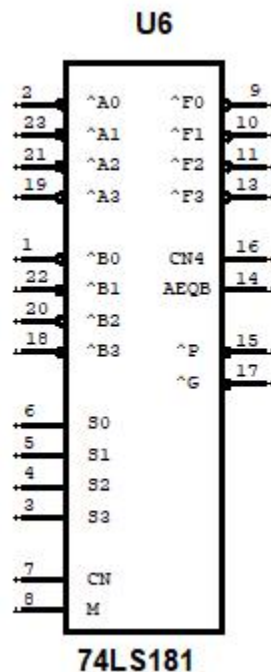 U6
2 ^A0 ^F0 9
23 ^A1 ^F1 10
21 ^A2 ^F2 11
19 ^A3 ^F3 13
1 ^B0 CN4 16
22 ^B1 AEQB 14
20 ^B2
18 ^B3 ^P 15
^G 17
6 S0
5 S1
4 S2
3 S3
7 CN
8 M
74LS181